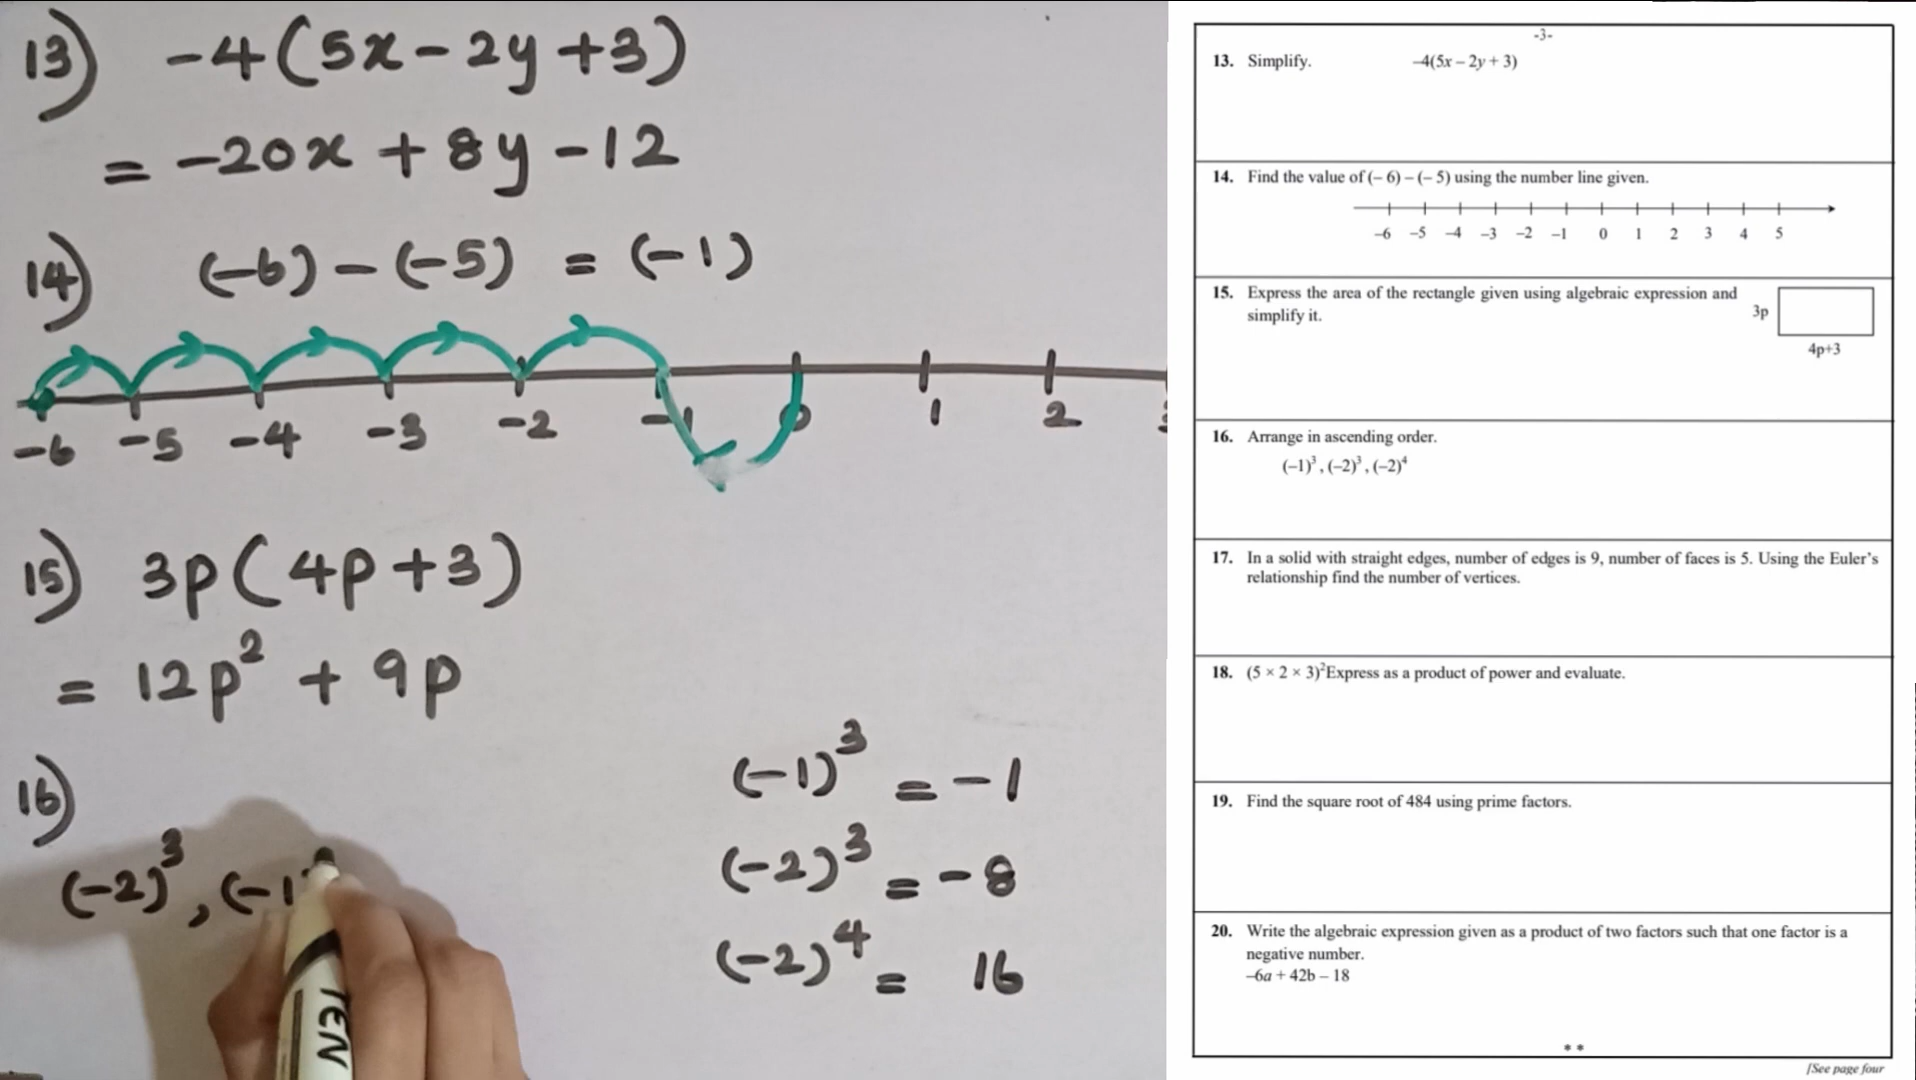 13) -4(5x-2y+3)
= -20x + 8y - 12
14) (-6) - (-5) = (-1)
-6 -5 -4 -3 -2 -1 0 1 2
15) 3p(4p+3)
= 12p² + 9p
16)
(-2)³, (-1
(-1)³ = -1
(-2)³ = -8
(-2)⁴ = 16
TEN
-3-
13. Simplify. –4(5x – 2y + 3)
14. Find the value of (– 6) – (– 5) using the number line given.
–6 –5 –4 –3 –2 –1 0 1 2 3 4 5
15. Express the area of the rectangle given using algebraic expression and
simplify it.
3p
4p+3
16. Arrange in ascending order.
(–1)³ , (–2)³ , (–2)⁴
17. In a solid with straight edges, number of edges is 9, number of faces is 5. Using the Euler's
relationship find the number of vertices.
18. (5 × 2 × 3)²Express as a product of power and evaluate.
19. Find the square root of 484 using prime factors.
20. Write the algebraic expression given as a product of two factors such that one factor is a
negative number.
–6a + 42b – 18
* *
[See page four